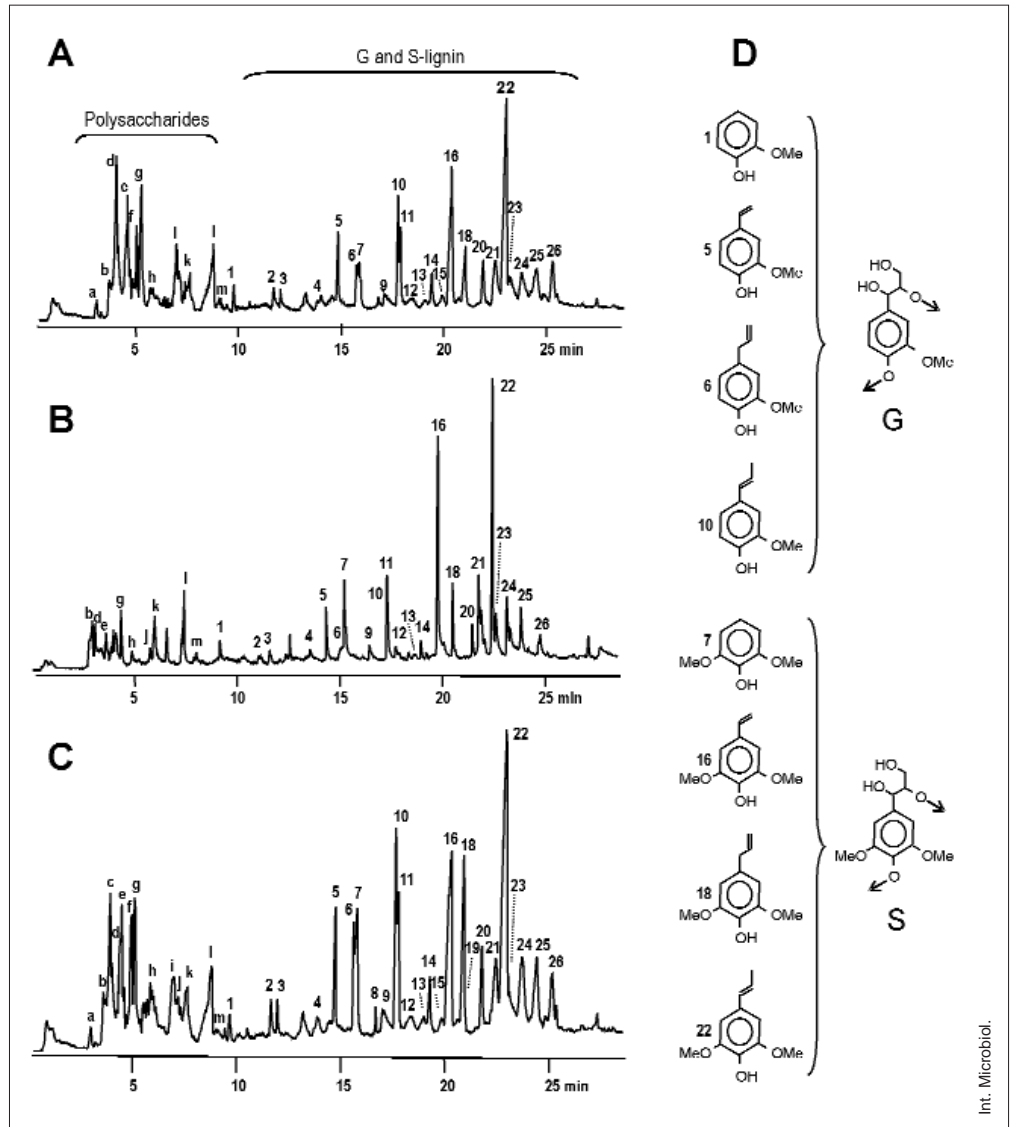 A
G and S-lignin
Polysaccharides
a b d e f g h l k l m 1 2 3 4 5 6 7 9 10 11 12 13 14 15 16 18 20 21 22 23 24 25 26
5 10 15 20 25 min
B
b d e g h j k l m 1 2 3 4 5 6 7 9 10 11 12 13 14 16 18 20 21 22 23 24 25 26
5 10 15 20 25 min
C
a b c d e f g h i j k l m 1 2 3 4 5 6 7 8 9 10 11 12 13 14 15 16 18 19 20 21 22 23 24 25 26
5 10 15 20 25 min
D
1
OMe
OH
5
OMe
OH
6
OMe
OH
10
OMe
OH
HO
HO
O
OMe
O
G
7
MeO
OMe
OH
16
MeO
OMe
OH
18
MeO
OMe
OH
22
MeO
OMe
OH
HO
HO
O
MeO
OMe
O
S
Int. Microbiol.